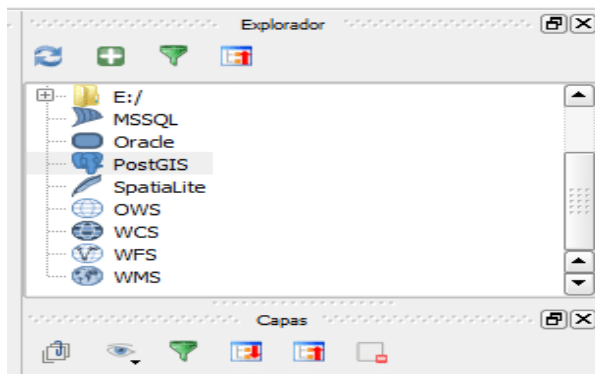 Explorador
E:/
MSSQL
Oracle
PostGIS
SpatiaLite
OWS
WCS
WFS
WMS
Capas